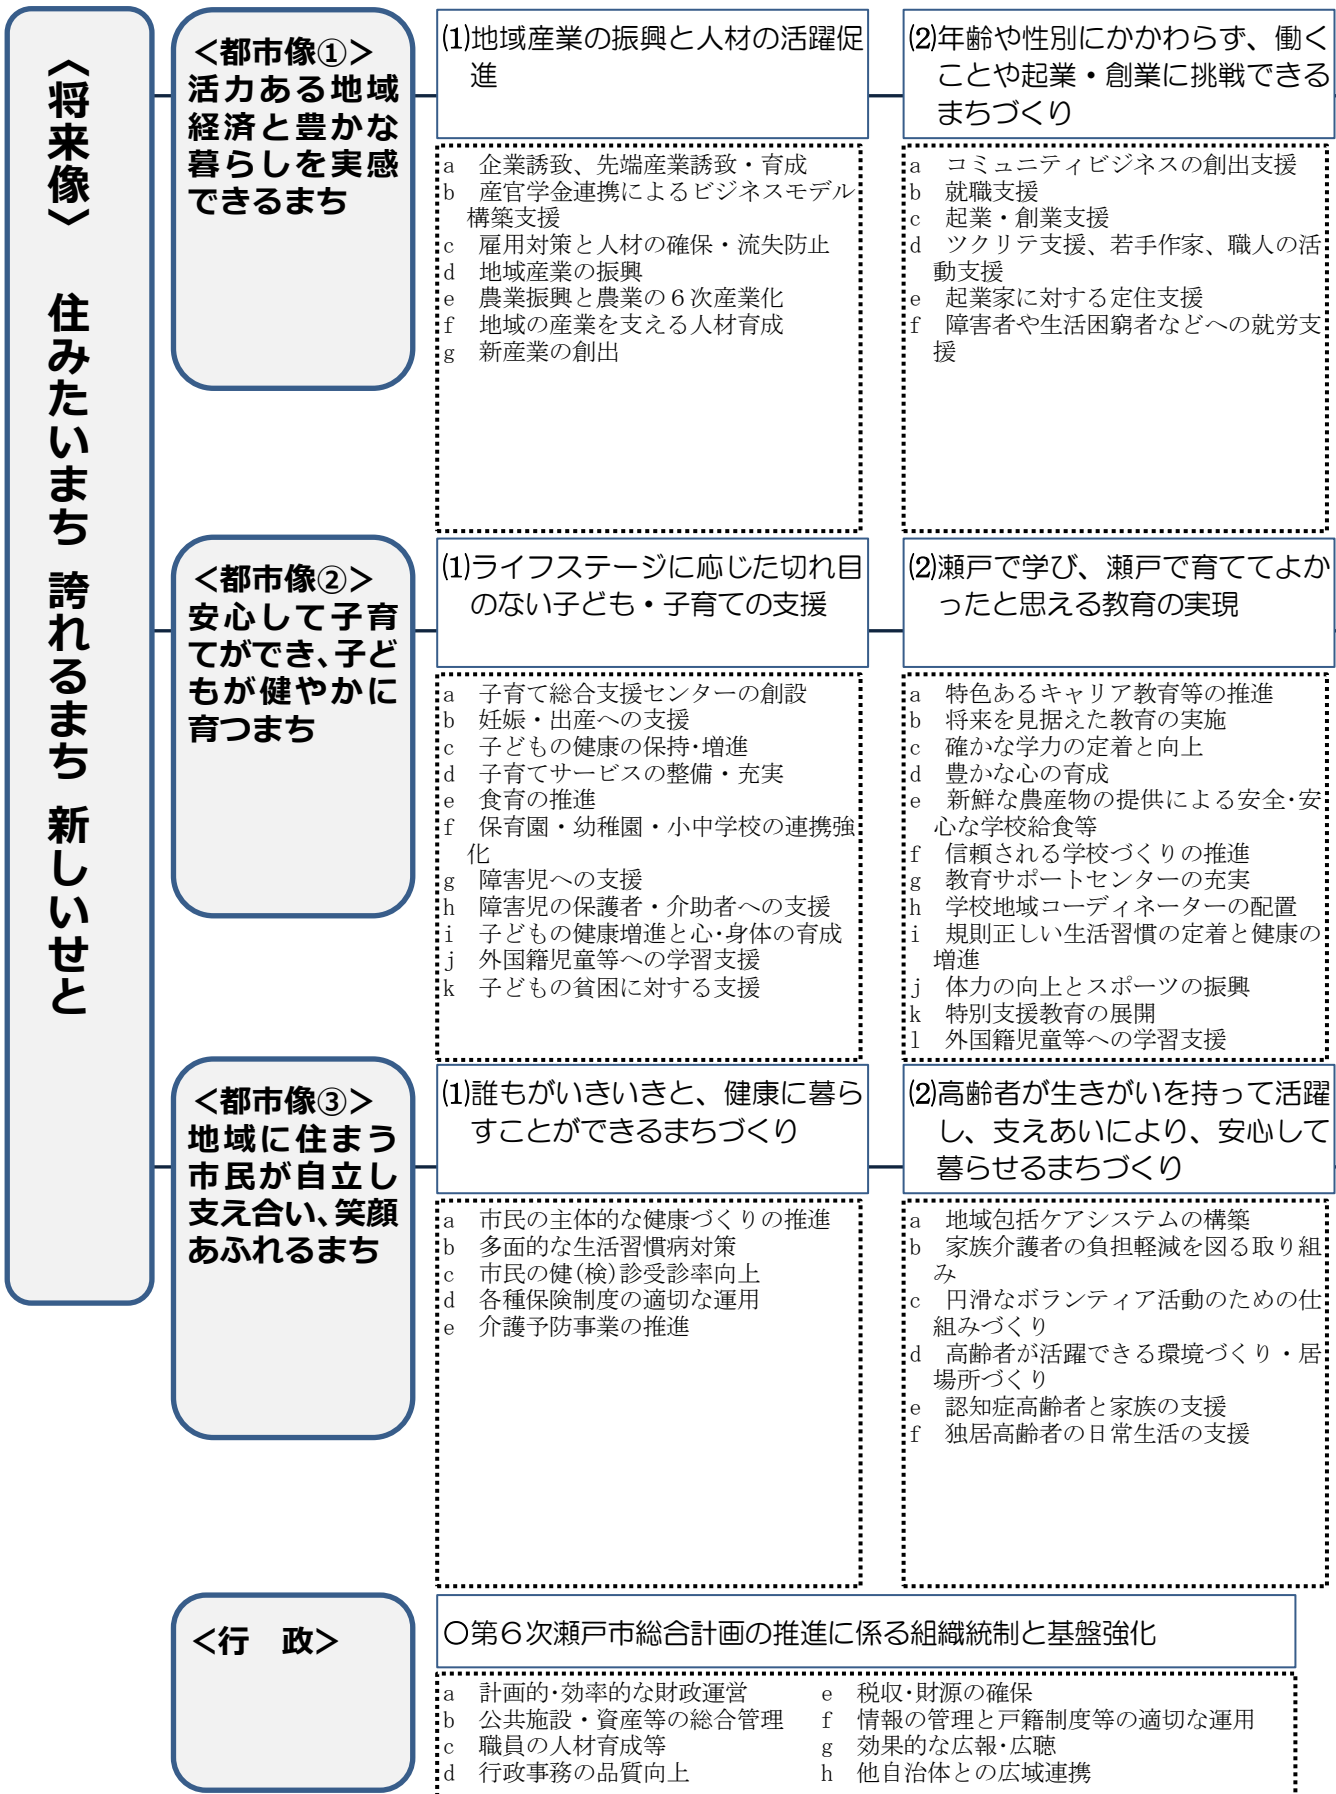 〈将来像〉 住みたいまち 誇れるまち 新しいせと
<都市像①>
活力ある地域
経済と豊かな
暮らしを実感
できるまち
⑴地域産業の振興と人材の活躍促
進
a 企業誘致、先端産業誘致・育成
b 産官学金連携によるビジネスモデル
構築支援
c 雇用対策と人材の確保・流失防止
d 地域産業の振興
e 農業振興と農業の６次産業化
f 地域の産業を支える人材育成
g 新産業の創出
⑵年齢や性別にかかわらず、働く
ことや起業・創業に挑戦できる
まちづくり
a コミュニティビジネスの創出支援
b 就職支援
c 起業・創業支援
d ツクリテ支援、若手作家、職人の活
動支援
e 起業家に対する定住支援
f 障害者や生活困窮者などへの就労支
援
<都市像②>
安心して子育
てができ、子ど
もが健やかに
育つまち
⑴ライフステージに応じた切れ目
のない子ども・子育ての支援
a 子育て総合支援センターの創設
b 妊娠・出産への支援
c 子どもの健康の保持・増進
d 子育てサービスの整備・充実
e 食育の推進
f 保育園・幼稚園・小中学校の連携強
化
g 障害児への支援
h 障害児の保護者・介助者への支援
i 子どもの健康増進と心・身体の育成
j 外国籍児童等への学習支援
k 子どもの貧困に対する支援
⑵瀬戸で学び、瀬戸で育ててよか
ったと思える教育の実現
a 特色あるキャリア教育等の推進
b 将来を見据えた教育の実施
c 確かな学力の定着と向上
d 豊かな心の育成
e 新鮮な農産物の提供による安全・安
心な学校給食等
f 信頼される学校づくりの推進
g 教育サポートセンターの充実
h 学校地域コーディネーターの配置
i 規則正しい生活習慣の定着と健康の
増進
j 体力の向上とスポーツの振興
k 特別支援教育の展開
l 外国籍児童等への学習支援
<都市像③>
地域に住まう
市民が自立し
支え合い、笑顔
あふれるまち
⑴誰もがいきいきと、健康に暮ら
すことができるまちづくり
a 市民の主体的な健康づくりの推進
b 多面的な生活習慣病対策
c 市民の健(検)診受診率向上
d 各種保険制度の適切な運用
e 介護予防事業の推進
⑵高齢者が生きがいを持って活躍
し、支えあいにより、安心して
暮らせるまちづくり
a 地域包括ケアシステムの構築
b 家族介護者の負担軽減を図る取り組
み
c 円滑なボランティア活動のための仕
組みづくり
d 高齢者が活躍できる環境づくり・居
場所づくり
e 認知症高齢者と家族の支援
f 独居高齢者の日常生活の支援
<行 政>
〇第６次瀬戸市総合計画の推進に係る組織統制と基盤強化
a 計画的・効率的な財政運営
b 公共施設・資産等の総合管理
c 職員の人材育成等
d 行政事務の品質向上
e 税収・財源の確保
f 情報の管理と戸籍制度等の適切な運用
g 効果的な広報・広聴
h 他自治体との広域連携